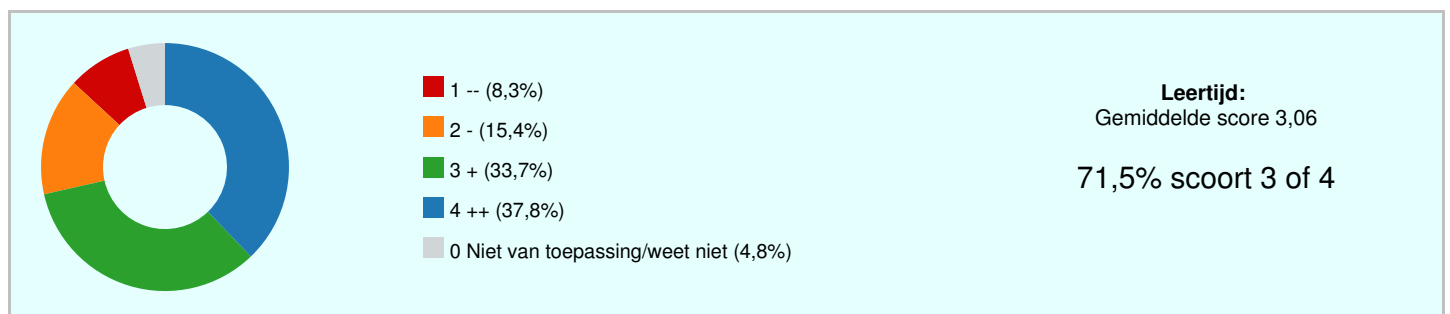 1 -- (8,3%)
2 - (15,4%)
3 + (33,7%)
4 ++ (37,8%)
0 Niet van toepassing/weet niet (4,8%)
Leertijd:
Gemiddelde score 3,06
71,5% scoort 3 of 4